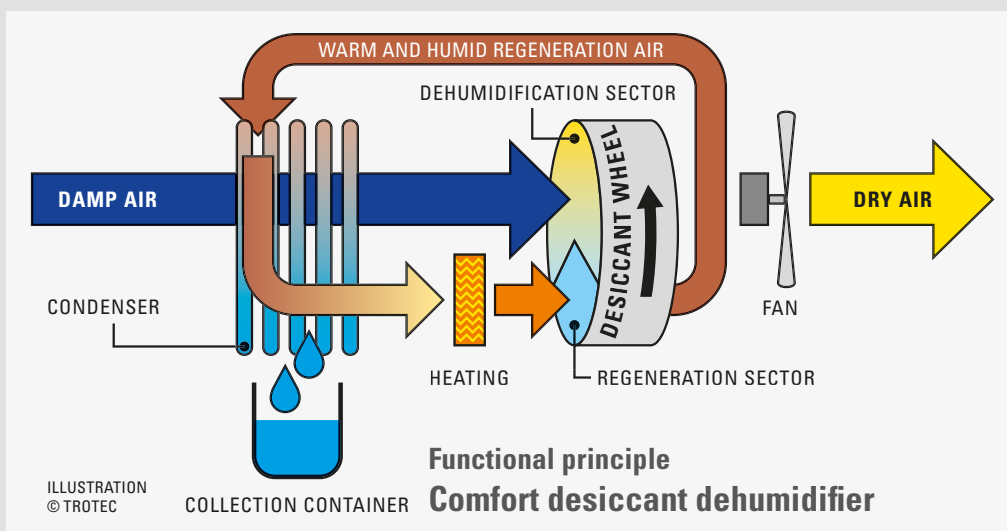 WARM AND HUMID REGENERATION AIR
DEHUMIDIFICATION SECTOR
DAMP AIR
DESICCANT WHEEL
DRY AIR
CONDENSER
FAN
HEATING
REGENERATION SECTOR
Functional principle
Comfort desiccant dehumidifier
ILLUSTRATION
© TROTEC
COLLECTION CONTAINER